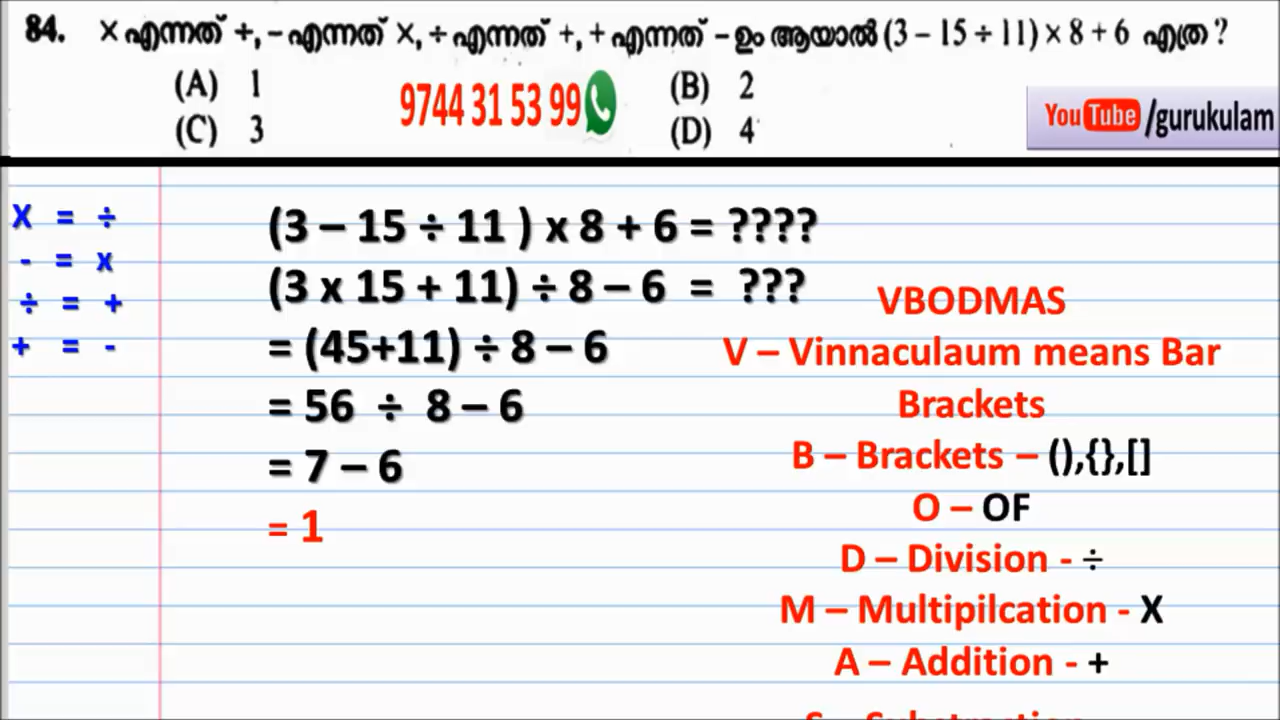 84. × എന്നത് ÷, − എന്നത് ×, ÷ എന്നത് +, + എന്നത് − ഉം ആയാൽ (3 − 15 ÷ 11) × 8 + 6 എത്ര ?
(A) 1
(B) 2
(C) 3
(D) 4
9744 31 53 99
YouTube/gurukulam
X = ÷
- = x
÷ = +
+ = -
(3 – 15 ÷ 11 ) x 8 + 6 = ????
(3 x 15 + 11) ÷ 8 – 6 = ???
= (45+11) ÷ 8 – 6
= 56 ÷ 8 – 6
= 7 – 6
= 1
VBODMAS
V – Vinnaculaum means Bar
Brackets
B – Brackets – (),{},[]
O – OF
D – Division - ÷
M – Multipilcation - X
A – Addition - +